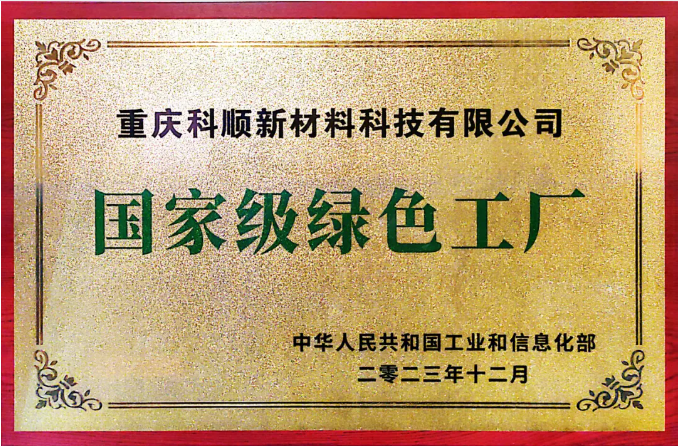 重庆科顺新材料科技有限公司
国家级绿色工厂
中华人民共和国工业和信息化部
二零二三年十二月